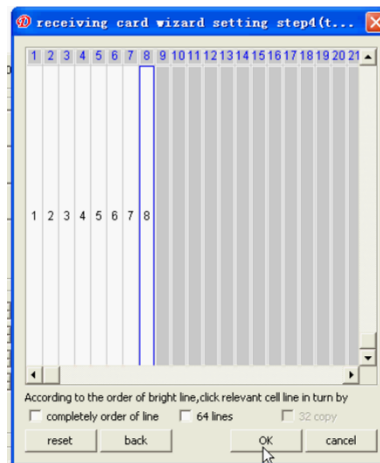 receiving card wizard setting step4(t...
1 2 3 4 5 6 7 8 9 10 11 12 13 14 15 16 17 18 19 20 21
1 2 3 4 5 6 7 8
According to the order of bright line,click relevant cell line in turn by
completely order of line 64 lines 32 copy
reset back OK cancel